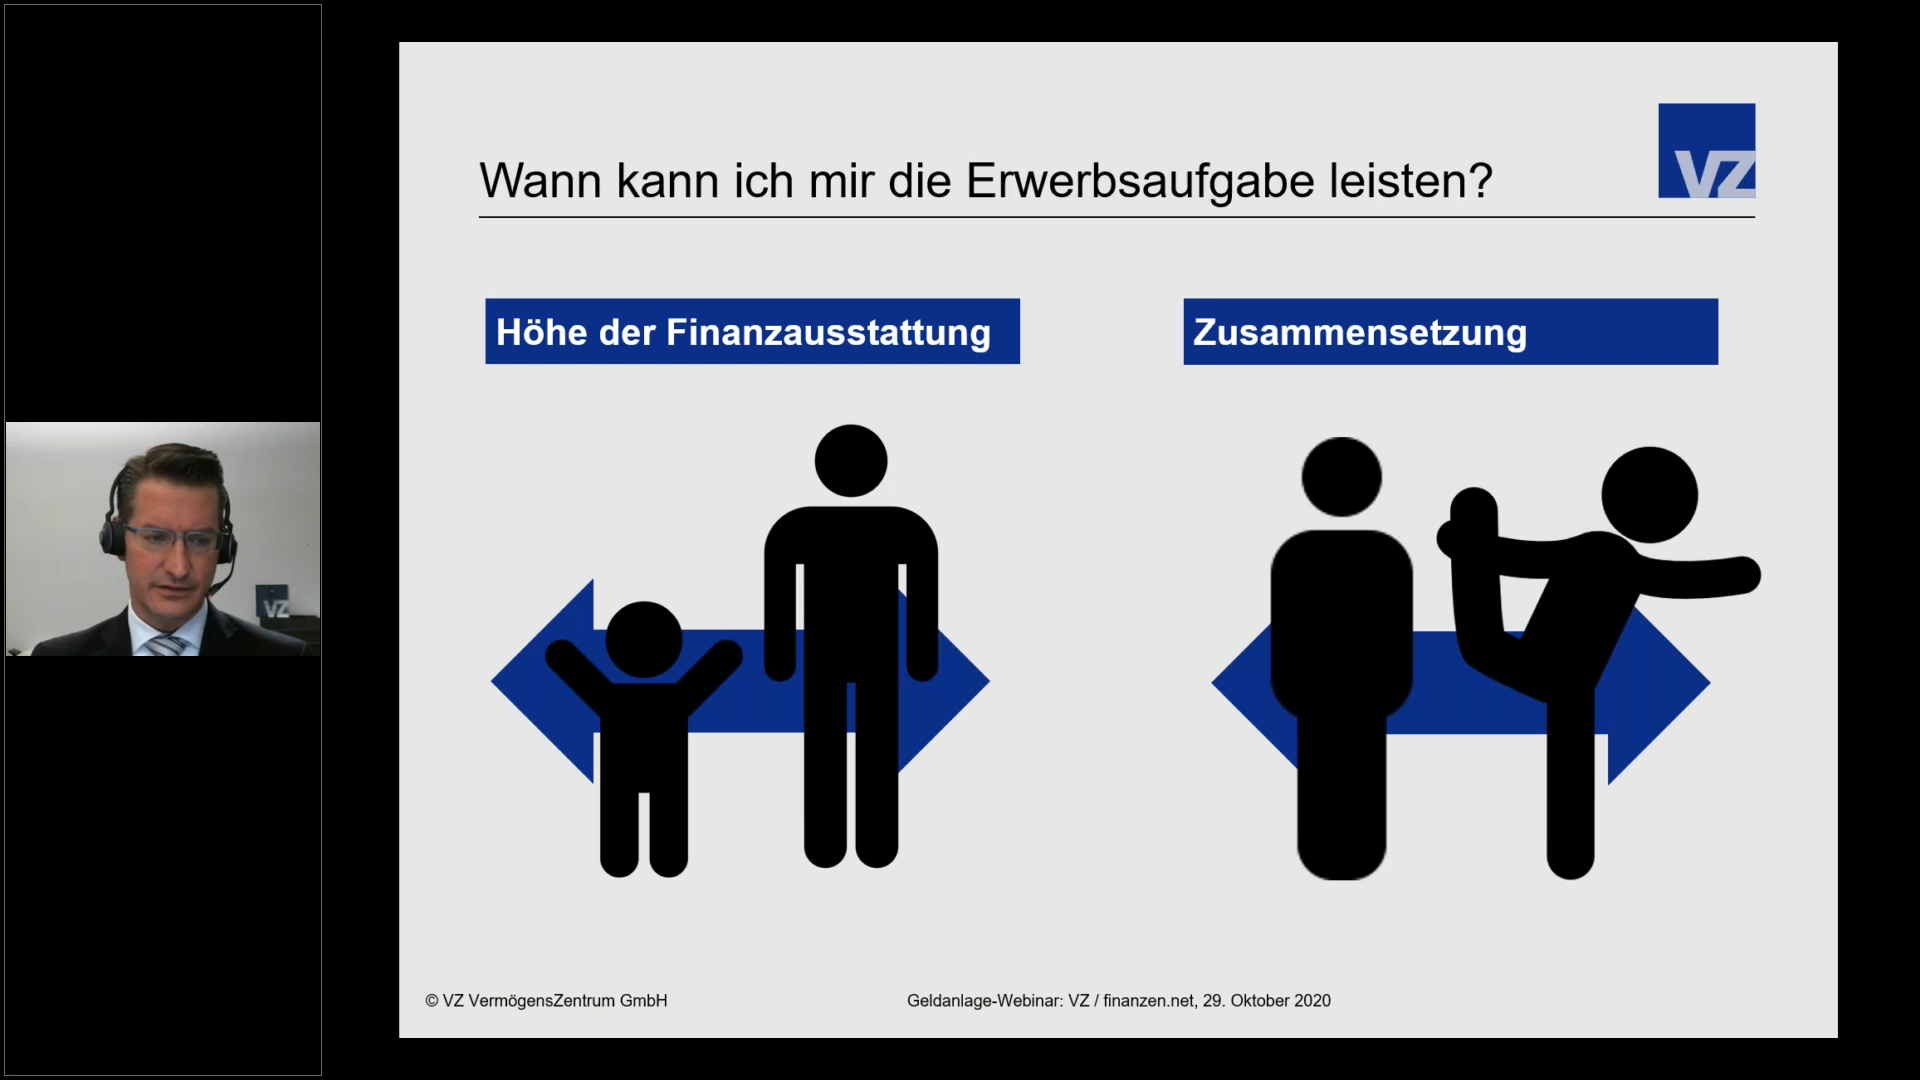 Wann kann ich mir die Erwerbsaufgabe leisten?
VZ
Höhe der Finanzausstattung
Zusammensetzung
VZ
© VZ VermögensZentrum GmbH
Geldanlage-Webinar: VZ / finanzen.net, 29. Oktober 2020